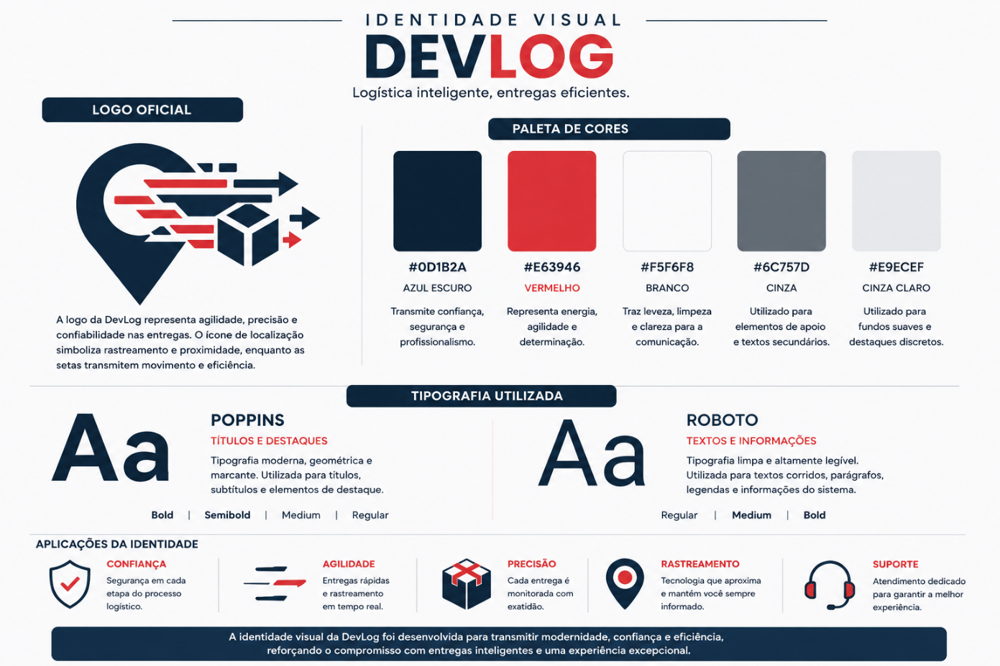 IDENTIDADE VISUAL
DEVLOG
Logística inteligente, entregas eficientes.
LOGO OFICIAL
A logo da DevLog representa agilidade, precisão e
confiabilidade nas entregas. O ícone de localização
simboliza rastreamento e proximidade, enquanto as
setas transmitem movimento e eficiência.
PALETA DE CORES
#0D1B2A
AZUL ESCURO
Transmite confiança,
segurança e
profissionalismo.
#E63946
VERMELHO
Representa energia,
agilidade e
determinação.
#F5F6F8
BRANCO
Traz leveza, limpeza
e clareza para a
comunicação.
#6C757D
CINZA
Utilizado para
elementos de apoio
e textos secundários.
#E9ECEF
CINZA CLARO
Utilizado para
fundos suaves e
destaques discretos.
TIPOGRAFIA UTILIZADA
Aa
POPPINS
TÍTULOS E DESTAQUES
Tipografia moderna, geométrica e
marcante. Utilizada para títulos,
subtítulos e elementos de destaque.
Bold | Semibold | Medium | Regular
Aa
ROBOTO
TEXTOS E INFORMAÇÕES
Tipografia limpa e altamente legível.
Utilizada para textos corridos, parágrafos,
legendas e informações do sistema.
Regular | Medium | Bold
APLICAÇÕES DA IDENTIDADE
CONFIANÇA
Segurança em cada
etapa do processo
logístico.
AGILIDADE
Entregas rápidas
e rastreamento
em tempo real.
PRECISÃO
Cada entrega é
monitorada com
exatidão.
RASTREAMENTO
Tecnologia que aproxima
e mantém você sempre
informado.
SUPORTE
Atendimento dedicado
para garantir a melhor
experiência.
A identidade visual da DevLog foi desenvolvida para transmitir modernidade, confiança e eficiência,
reforçando o compromisso com entregas inteligentes e uma experiência excepcional.